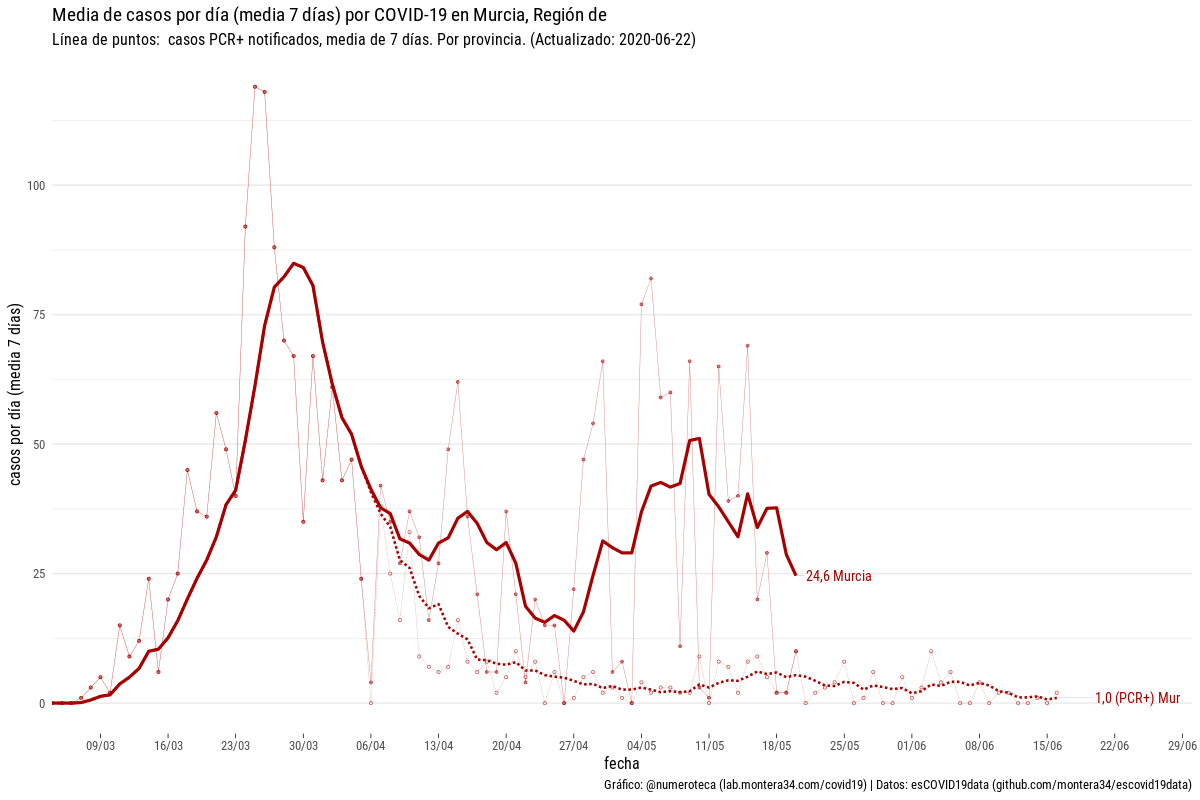 Media de casos por día (media 7 días) por COVID-19 en Murcia, Región de
Línea de puntos:  casos PCR+ notificados, media de 7 días. Por provincia. (Actualizado: 2020-06-22)
casos por día (media 7 días)
100
75
50
25
0
24,6 Murcia
1,0 (PCR+) Mur
09/03 16/03 23/03 30/03 06/04 13/04 20/04 27/04 04/05 11/05 18/05 25/05 01/06 08/06 15/06 22/06 29/06
fecha
Gráfico: @numeroteca (lab.montera34.com/covid19) | Datos: esCOVID19data (github.com/montera34/escovid19data)